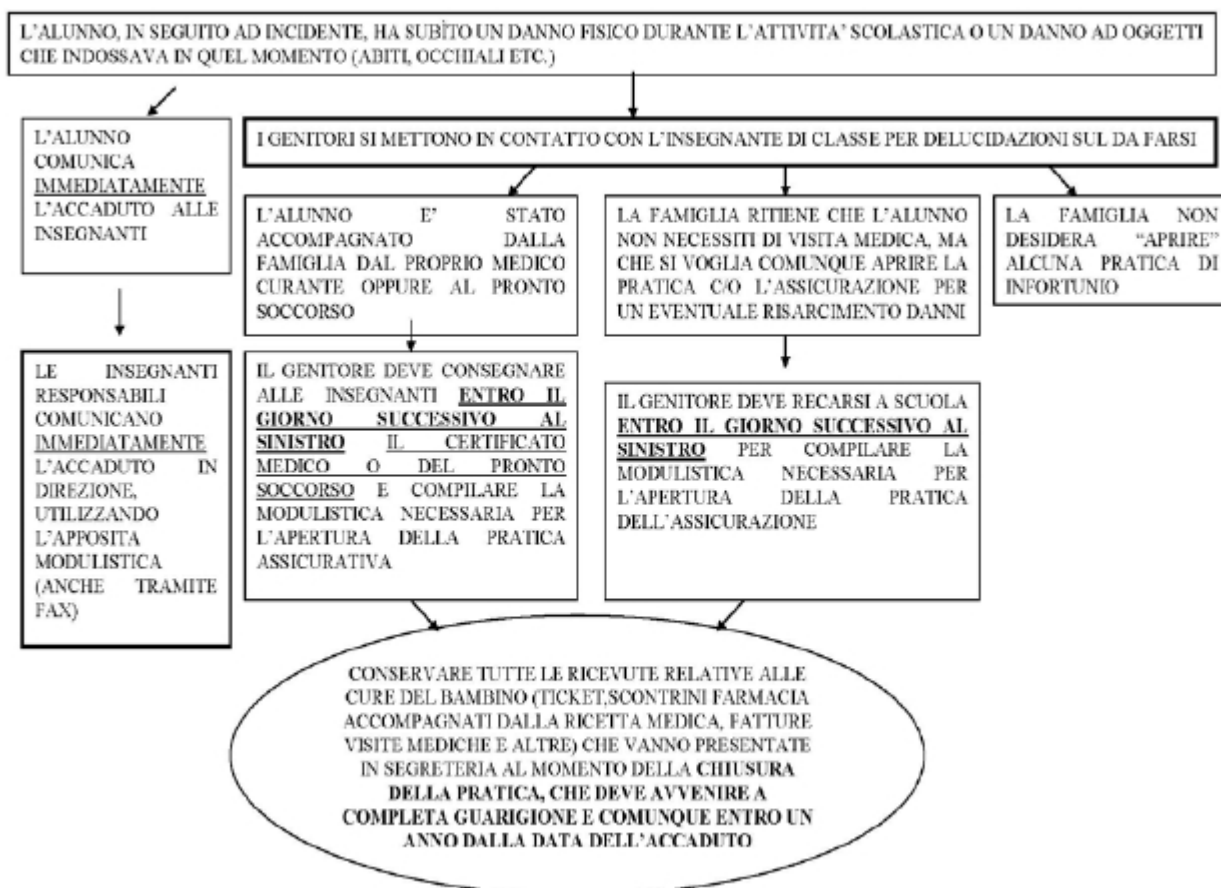 L'ALUNNO, IN SEGUITO AD INCIDENTE, HA SUBÌTO UN DANNO FISICO DURANTE L'ATTIVITA' SCOLASTICA O UN DANNO AD OGGETTI
CHE INDOSSAVA IN QUEL MOMENTO (ABITI, OCCHIALI ETC.)
L'ALUNNO
COMUNICA
IMMEDIATAMENTE
L'ACCADUTO ALLE
INSEGNANTI
I GENITORI SI METTONO IN CONTATTO CON L'INSEGNANTE DI CLASSE PER DELUCIDAZIONI SUL DA FARSI
L'ALUNNO E' STATO
ACCOMPAGNATO DALLA
FAMIGLIA DAL PROPRIO MEDICO
CURANTE OPPURE AL PRONTO
SOCCORSO
LA FAMIGLIA RITIENE CHE L'ALUNNO
NON NECESSITI DI VISITA MEDICA, MA
CHE SI VOGLIA COMUNQUE APRIRE LA
PRATICA C/O L'ASSICURAZIONE PER
UN EVENTUALE RISARCIMENTO DANNI
LA FAMIGLIA NON
DESIDERA “APRIRE”
ALCUNA PRATICA DI
INFORTUNIO
LE INSEGNANTI
RESPONSABILI
COMUNICANO
IMMEDIATAMENTE
L'ACCADUTO IN
DIREZIONE,
UTILIZZANDO
L'APPOSITA
MODULISTICA
(ANCHE TRAMITE
FAX)
IL GENITORE DEVE CONSEGNARE
ALLE INSEGNANTI ENTRO IL
GIORNO SUCCESSIVO AL
SINISTRO IL CERTIFICATO
MEDICO O DEL PRONTO
SOCCORSO E COMPILARE LA
MODULISTICA NECESSARIA PER
L'APERTURA DELLA PRATICA
ASSICURATIVA
IL GENITORE DEVE RECARSI A SCUOLA
ENTRO IL GIORNO SUCCESSIVO AL
SINISTRO PER COMPILARE LA
MODULISTICA NECESSARIA PER
L'APERTURA DELLA PRATICA
DELL'ASSICURAZIONE
CONSERVARE TUTTE LE RICEVUTE RELATIVE ALLE
CURE DEL BAMBINO (TICKET,SCONTRINI FARMACIA
ACCOMPAGNATI DALLA RICETTA MEDICA, FATTURE
VISITE MEDICHE E ALTRE) CHE VANNO PRESENTATE
IN SEGRETERIA AL MOMENTO DELLA CHIUSURA
DELLA PRATICA, CHE DEVE AVVENIRE A
COMPLETA GUARIGIONE E COMUNQUE ENTRO UN
ANNO DALLA DATA DELL'ACCADUTO